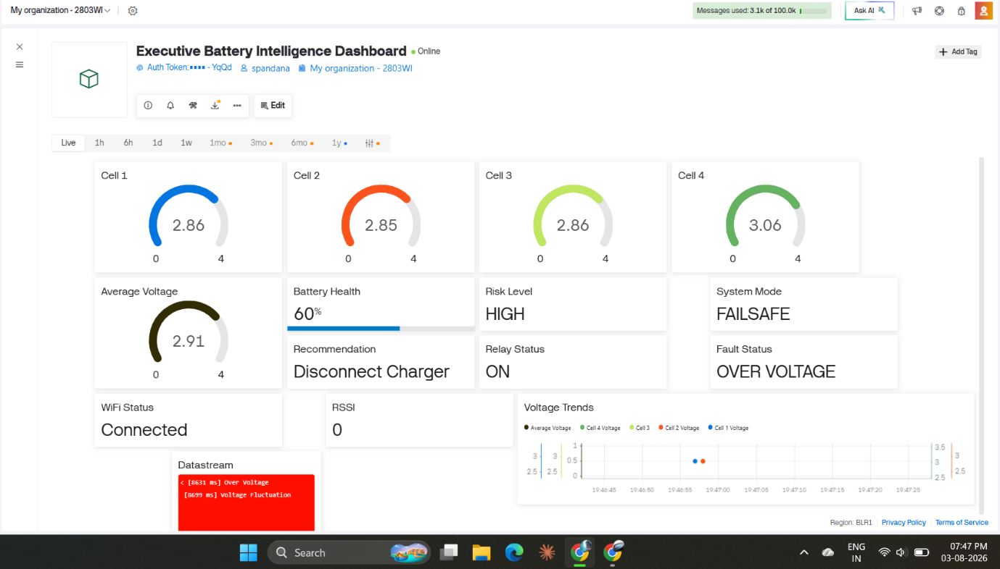 My organization - 2803WI
Messages used: 3.1k of 100.0k
Ask AI
Executive Battery Intelligence Dashboard
Online
Auth Token:▪▪▪▪ - YqQd
spandana
My organization - 2803WI
Add Tag
Edit
Live 1h 6h 1d 1w 1mo 3mo 6mo 1y
Cell 1
2.86
0 4
Cell 2
2.85
0 4
Cell 3
2.86
0 4
Cell 4
3.06
0 4
Average Voltage
2.91
0 4
Battery Health
60%
Risk Level
HIGH
System Mode
FAILSAFE
Recommendation
Disconnect Charger
Relay Status
ON
Fault Status
OVER VOLTAGE
WiFi Status
Connected
RSSI
0
Voltage Trends
Average Voltage Cell 4 Voltage Cell 3 Cell 2 Voltage Cell 1 Voltage
3
2.5
3
2.5
1
0.5
0
3.5
3
2.5
3
2.5
19:46:45 19:46:50 19:46:55 19:47:00 19:47:05 19:47:10 19:47:15 19:47:20 19:47:25
Datastream
< [8631 ms] Over Voltage
[8699 ms] Voltage Fluctuation
Region: BLR1 Privacy Policy Terms of Service
Search
ENG
IN
07:47 PM
03-08-2026